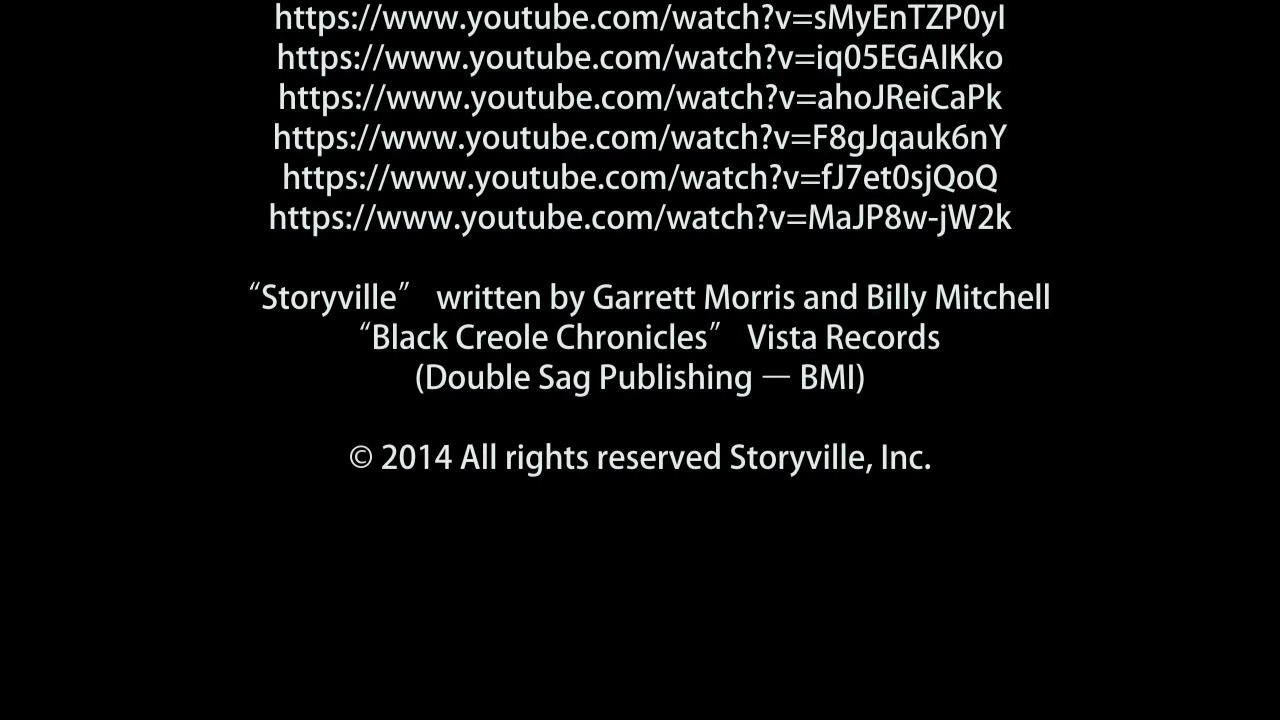 https://www.youtube.com/watch?v=sMyEnTZP0yI
https://www.youtube.com/watch?v=iq05EGAIKko
https://www.youtube.com/watch?v=ahoJReiCaPk
https://www.youtube.com/watch?v=F8gJqauk6nY
https://www.youtube.com/watch?v=fJ7et0sjQoQ
https://www.youtube.com/watch?v=MaJP8w-jW2k
“Storyville” written by Garrett Morris and Billy Mitchell
“Black Creole Chronicles” Vista Records
(Double Sag Publishing — BMI)
© 2014 All rights reserved Storyville, Inc.